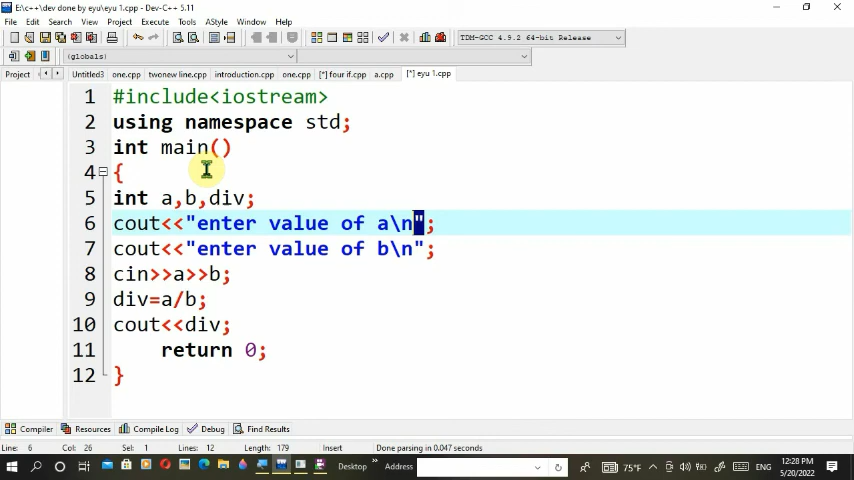 E:\c++\dev done by eyu\eyu 1.cpp - Dev-C++ 5.11
File Edit Search View Project Execute Tools AStyle Window Help
TDM-GCC 4.9.2 64-bit Release
(globals)
Project Untitled3 one.cpp twonew line.cpp introduction.cpp one.cpp [*] four if.cpp a.cpp [*] eyu 1.cpp
1 #include<iostream>
2 using namespace std;
3 int main()
4 {
5 int a,b,div;
6 cout<<"enter value of a\n";
7 cout<<"enter value of b\n";
8 cin>>a>>b;
9 div=a/b;
10 cout<<div;
11 return 0;
12 }
Compiler Resources Compile Log Debug Find Results
Line: 6 Col: 26 Sel: 1 Lines: 12 Length: 179 Insert Done parsing in 0.047 seconds
Desktop Address 75°F ENG 12:28 PM
5/20/2022